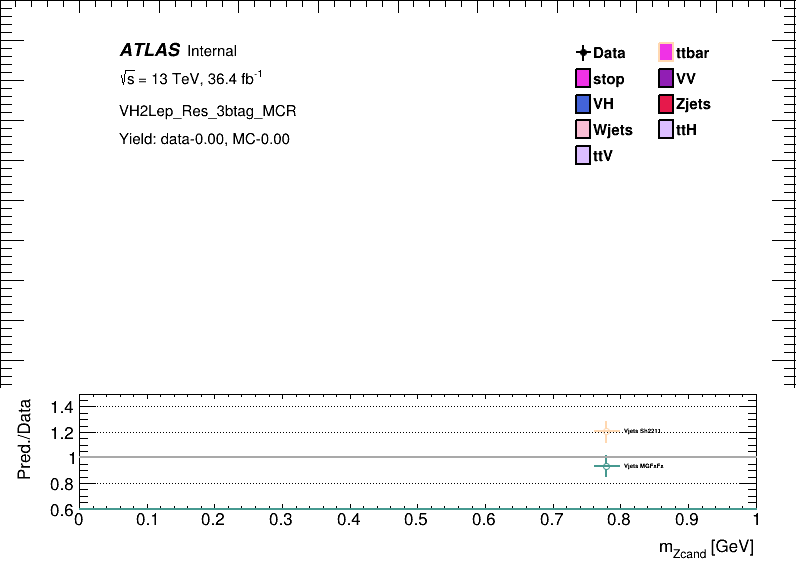 ATLAS Internal
√s = 13 TeV, 36.4 fb⁻¹
VH2Lep_Res_3btag_MCR
Yield: data-0.00, MC-0.00
Data ttbar
stop VV
VH Zjets
Wjets ttH
ttV
Pred./Data
1.4
1.2
1
0.8
0.6
Vjets Sh2211
Vjets MGFxFx
0 0.1 0.2 0.3 0.4 0.5 0.6 0.7 0.8 0.9 1
m_Zcand [GeV]